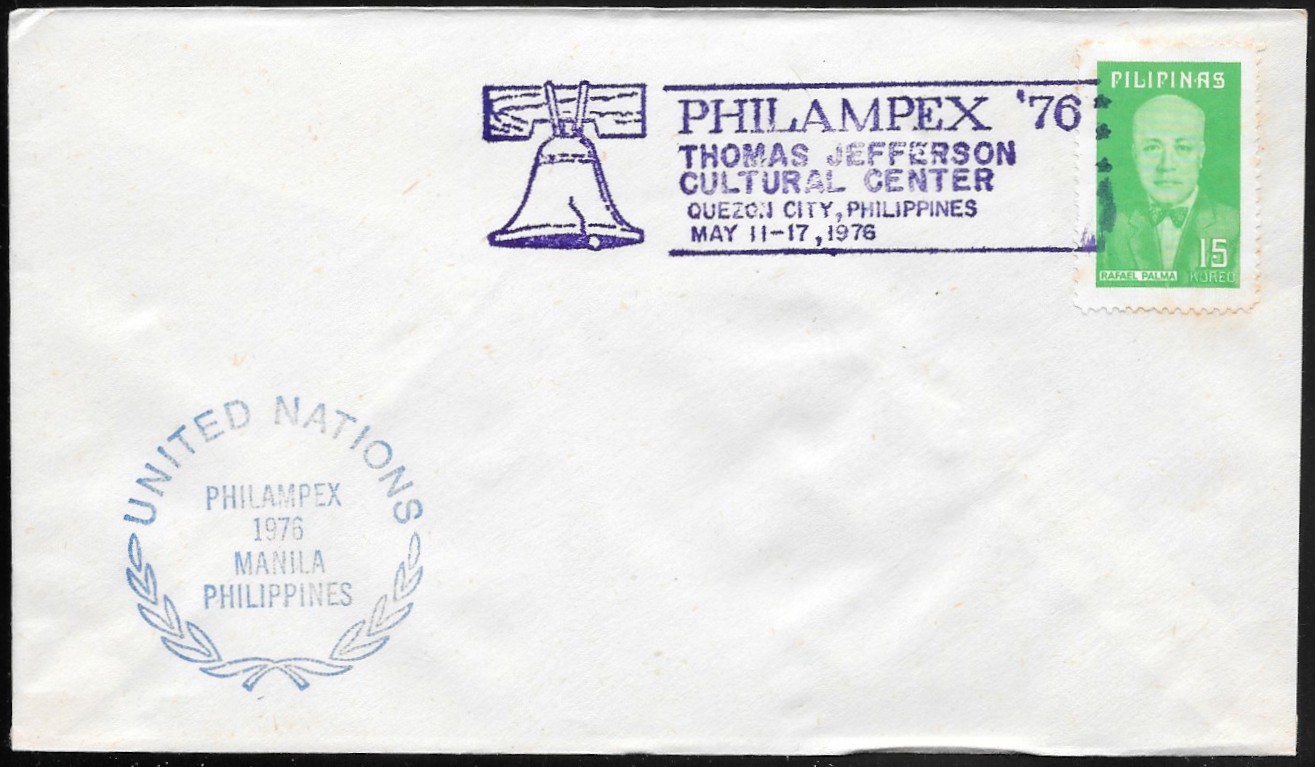 PHILAMPEX '76
THOMAS JEFFERSON
CULTURAL CENTER
QUEZON CITY, PHILIPPINES
MAY 11-17, 1976
PILIPINAS
15
RAFAEL PALMA KOREO
UNITED NATIONS
PHILAMPEX
1976
MANILA
PHILIPPINES